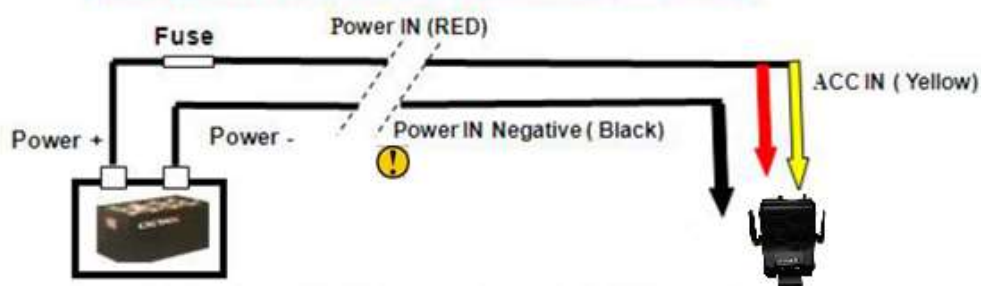 Fuse
Power IN (RED)
ACC IN ( Yellow)
Power +
Power -
Power IN Negative ( Black)
!